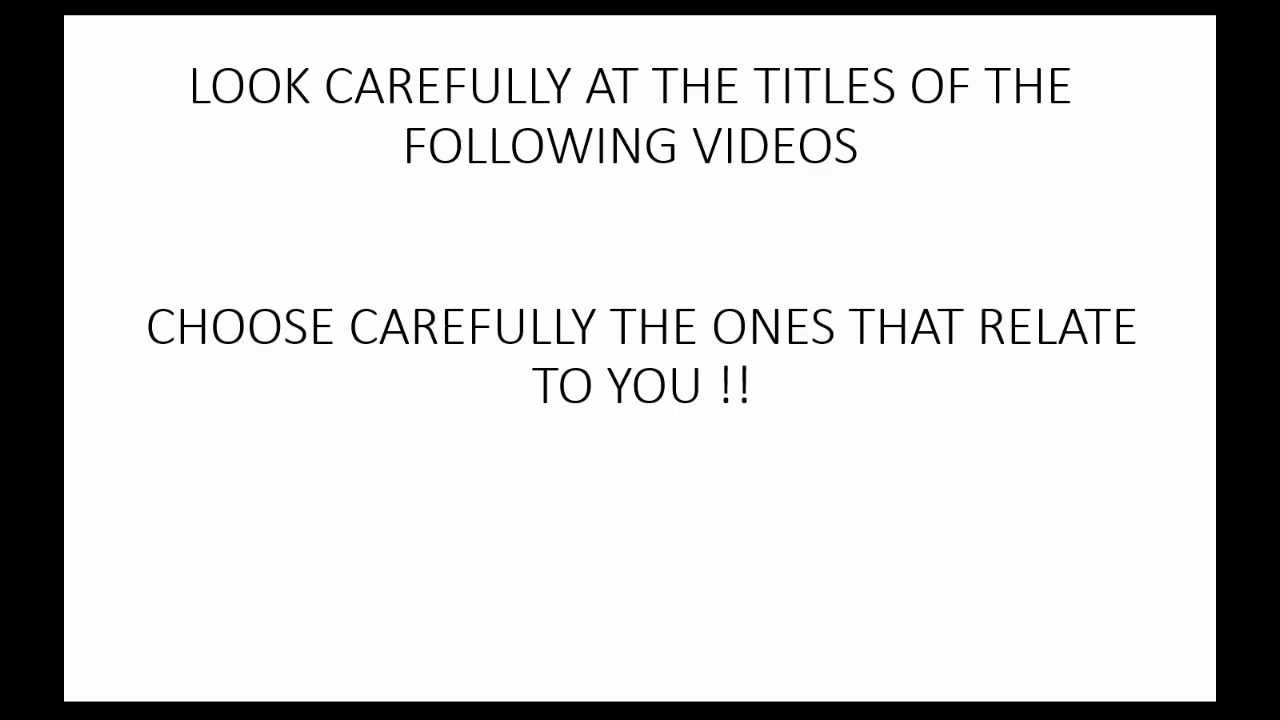 LOOK CAREFULLY AT THE TITLES OF THE
FOLLOWING VIDEOS
CHOOSE CAREFULLY THE ONES THAT RELATE
TO YOU !!